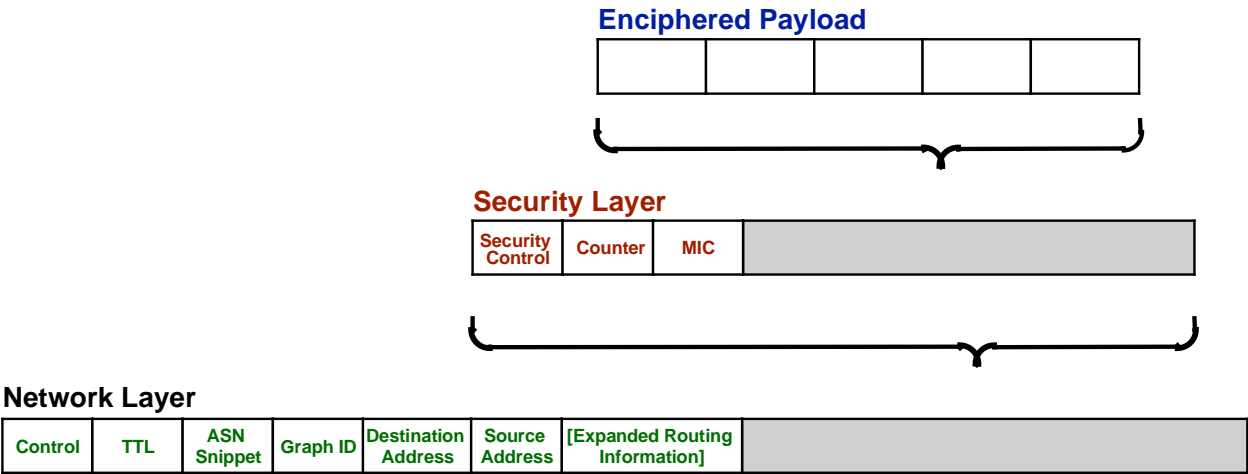 Enciphered Payload
Security Layer
Security
Control
Counter
MIC
Network Layer
Control
TTL
ASN
Snippet
Graph ID
Destination
Address
Source
Address
[Expanded Routing
Information]